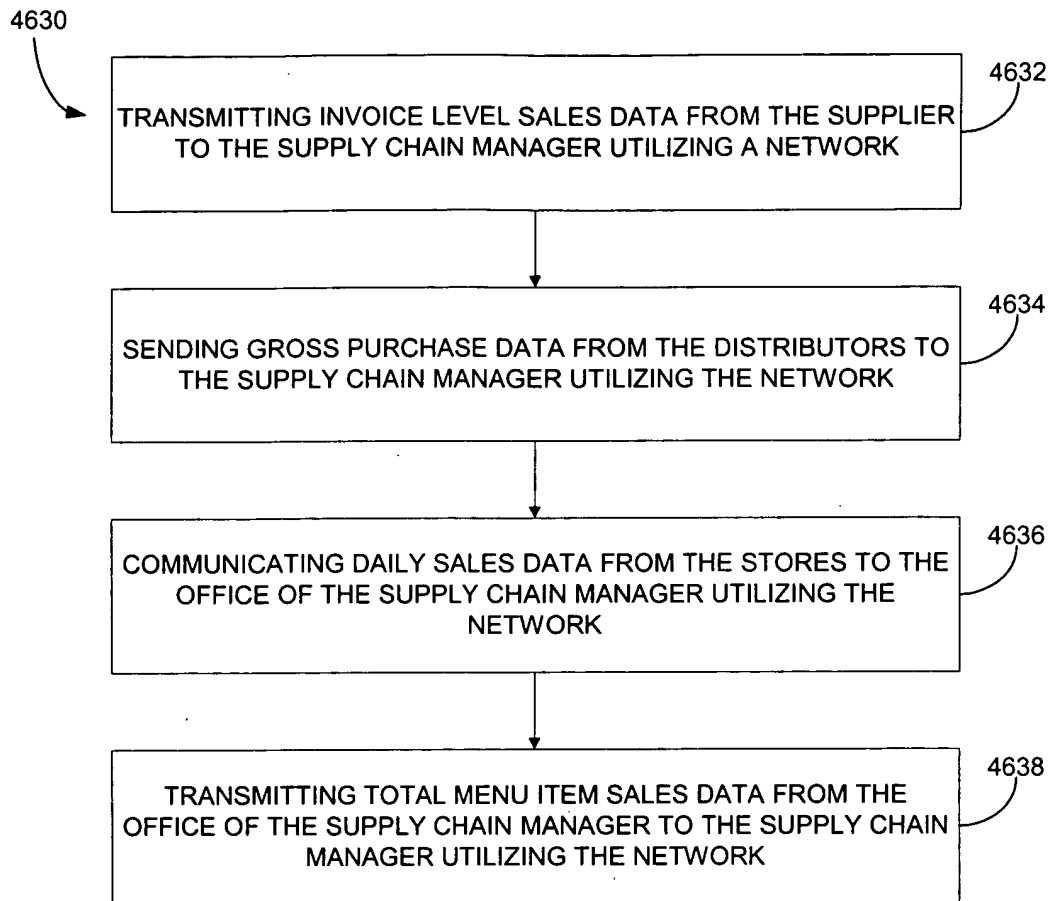 4630
4632
TRANSMITTING INVOICE LEVEL SALES DATA FROM THE SUPPLIER
TO THE SUPPLY CHAIN MANAGER UTILIZING A NETWORK
4634
SENDING GROSS PURCHASE DATA FROM THE DISTRIBUTORS TO
THE SUPPLY CHAIN MANAGER UTILIZING THE NETWORK
4636
COMMUNICATING DAILY SALES DATA FROM THE STORES TO THE
OFFICE OF THE SUPPLY CHAIN MANAGER UTILIZING THE
NETWORK
4638
TRANSMITTING TOTAL MENU ITEM SALES DATA FROM THE
OFFICE OF THE SUPPLY CHAIN MANAGER TO THE SUPPLY CHAIN
MANAGER UTILIZING THE NETWORK